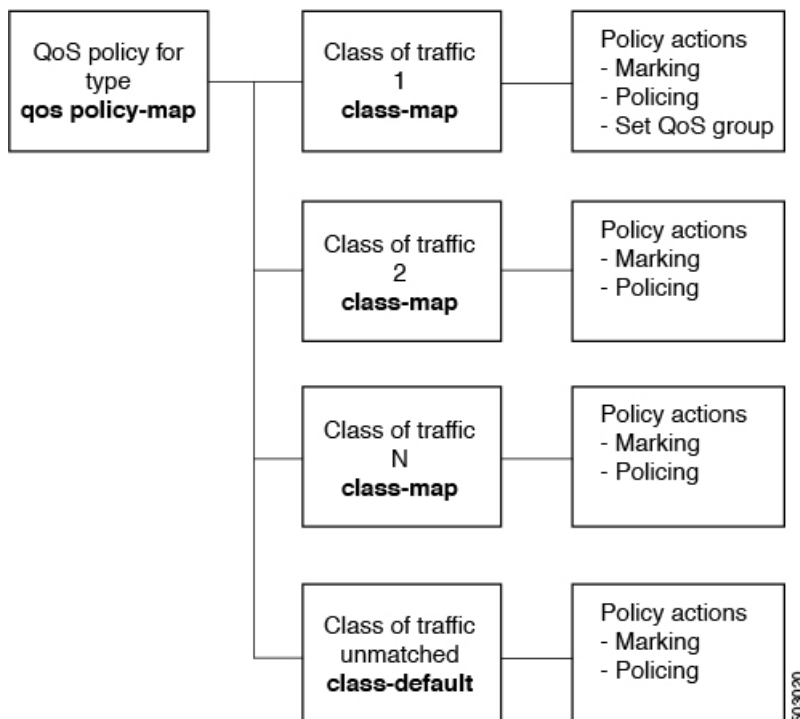 QoS policy for
type
qos policy-map
Class of traffic
1
class-map
Policy actions
- Marking
- Policing
- Set QoS group
Class of traffic
2
class-map
Policy actions
- Marking
- Policing
Class of traffic
N
class-map
Policy actions
- Marking
- Policing
Class of traffic
unmatched
class-default
Policy actions
- Marking
- Policing